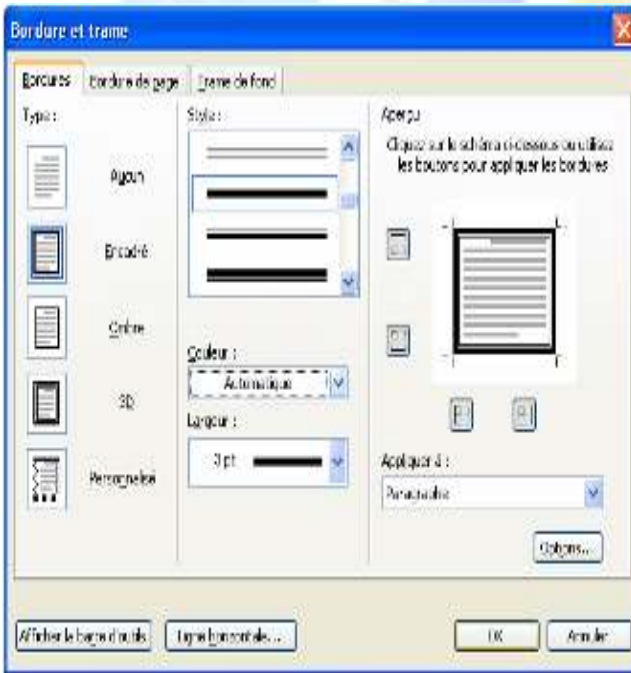 Bordure et trame
Bordures
Bordure de page
Trame de fond
Type :
Aucun
Encadré
Ombre
3D
Personnalisé
Style :
Couleur :
Automatique
Largeur :
3 pt
Aperçu
Cliquez sur le schéma ci-dessous ou utilisez
les boutons pour appliquer les bordures
Appliquer à :
Paragraphe
Options...
Afficher la barre d'outils
Ligne horizontale...
OK
Annuler